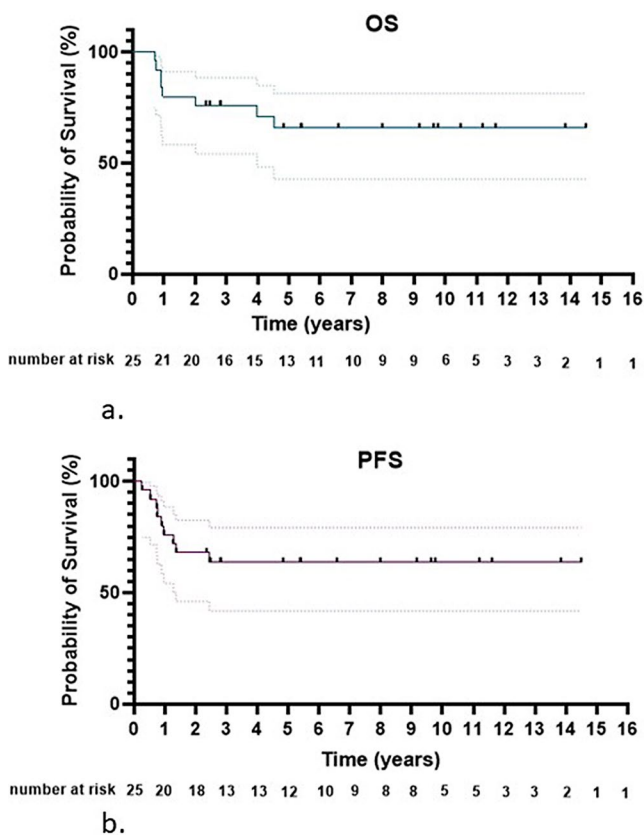 OS
Probability of Survival (%)
100
50
0
0 1 2 3 4 5 6 7 8 9 10 11 12 13 14 15 16
Time (years)
number at risk 25 21 20 16 15 13 11 10 9 9 6 5 3 3 2 1 1
a.
PFS
Probability of Survival (%)
100
50
0
0 1 2 3 4 5 6 7 8 9 10 11 12 13 14 15 16
Time (years)
number at risk 25 20 18 13 13 12 10 9 8 8 5 5 3 3 2 1 1
b.